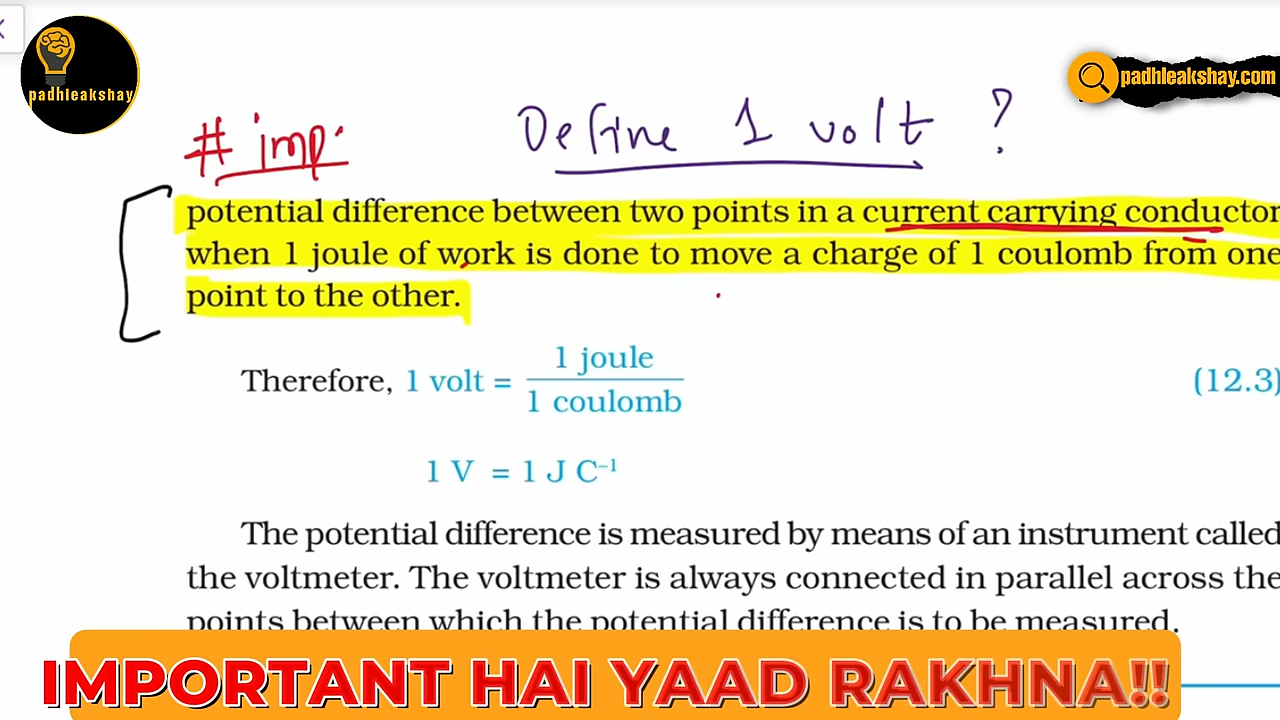 padhleakshay
padhleakshay.com
# imp.
Define 1 volt ?
potential difference between two points in a current carrying conductor
when 1 joule of work is done to move a charge of 1 coulomb from one
point to the other.
Therefore, 1 volt = 1 joule / 1 coulomb (12.3)
1 V = 1 J C⁻¹
The potential difference is measured by means of an instrument called
the voltmeter. The voltmeter is always connected in parallel across the
points between which the potential difference is to be measured.
IMPORTANT HAI YAAD RAKHNA!!